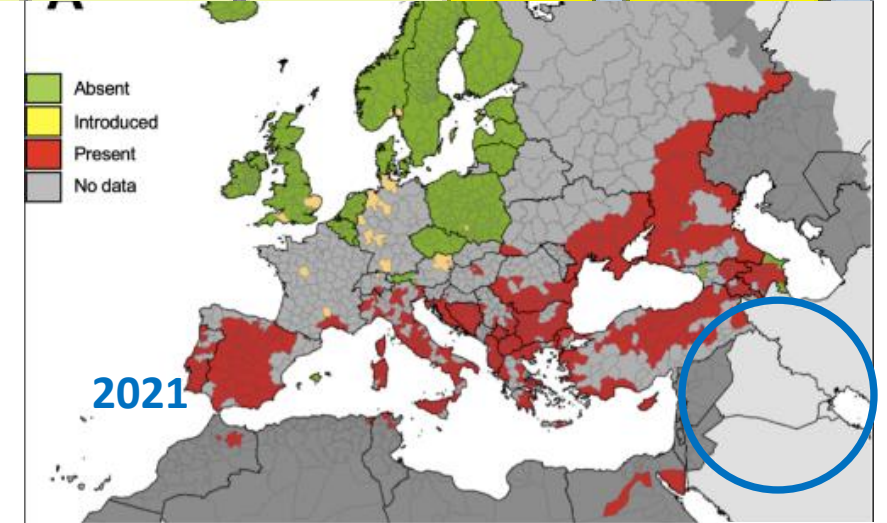 A
Absent
Introduced
Present
No data
2021